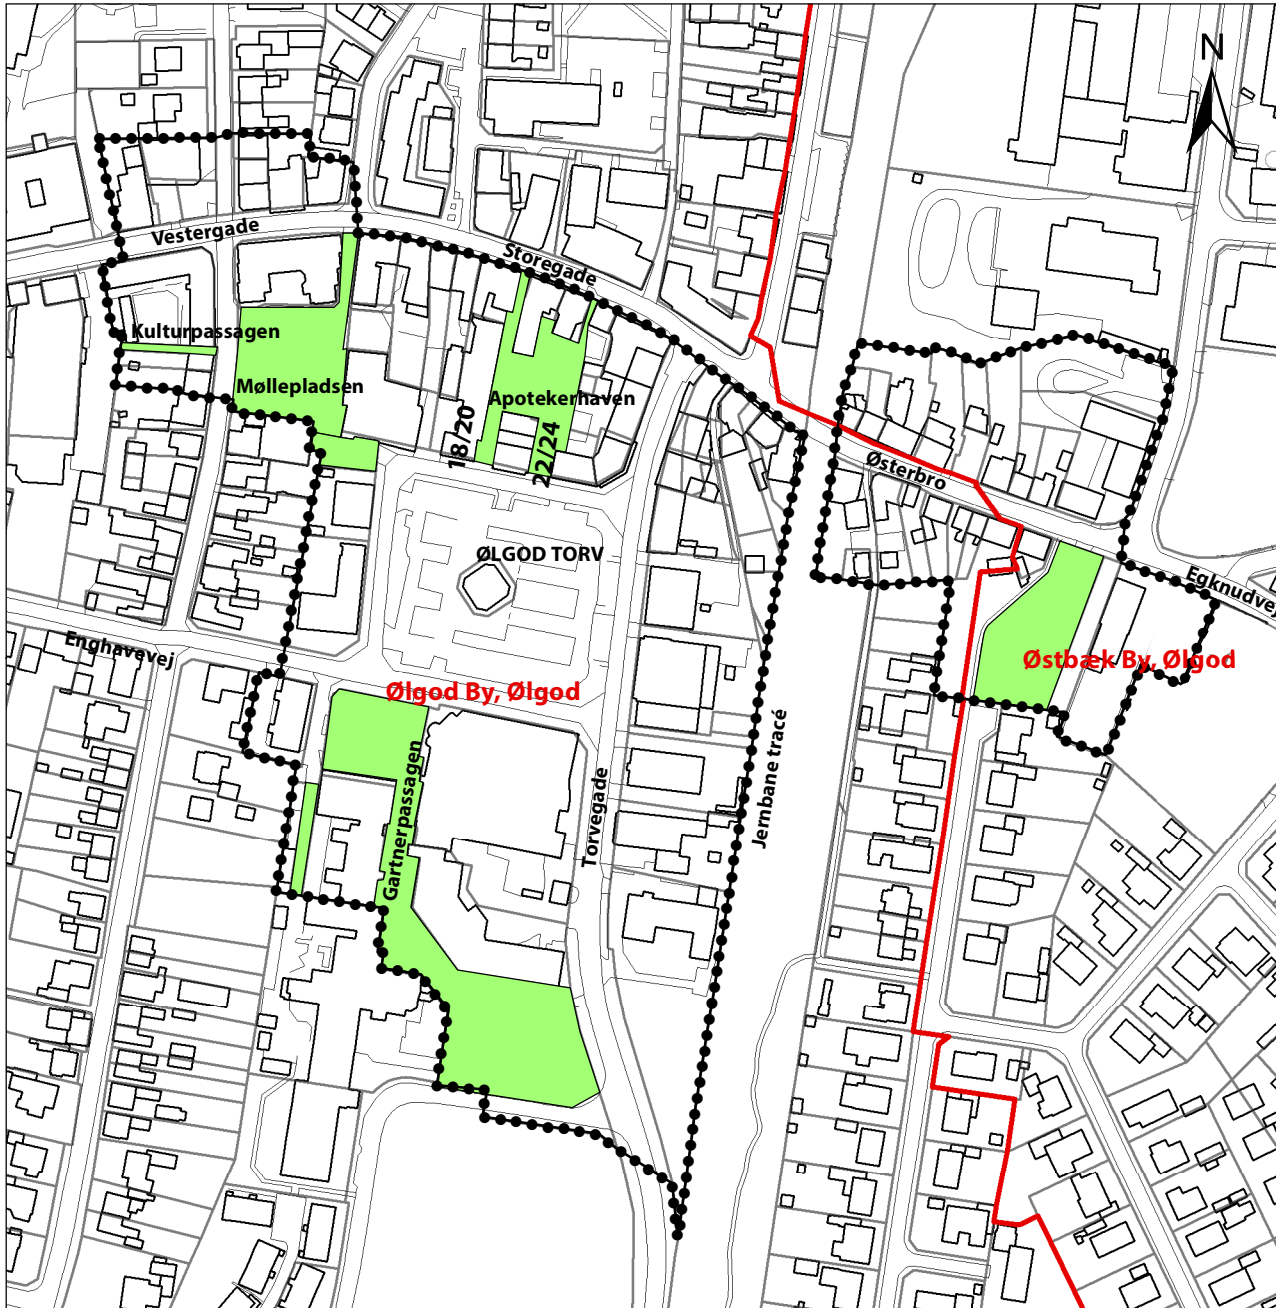 N
Vestergade
Storegade
Kulturpassagen
Møllepladsen
Apotekerhaven
18/20
22/24
Østerbro
ØLGOD TORV
Egknudvej
Enghavevej
Østbæk By, Ølgod
Ølgod By, Ølgod
Gartnerpassagen
Torvegade
Jernbane tracé